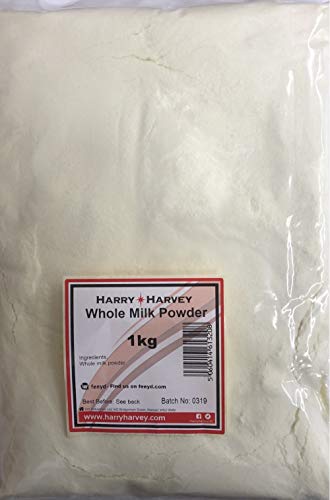 HARRY HARVEY
Whole Milk Powder
1kg
Ingredients
Whole milk powder
feeyd - Find us on feeyd.com
Best Before: See back
Batch No: 0319
www.harryharvey.com